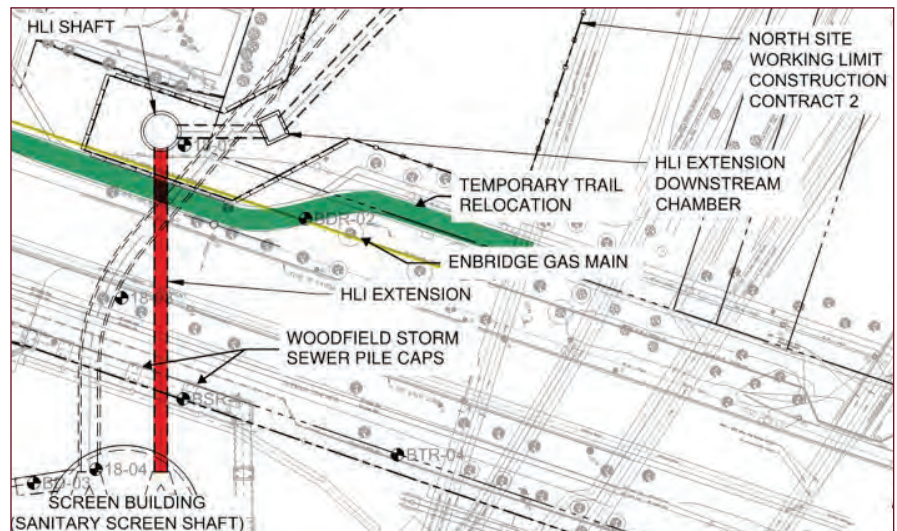 HLI SHAFT
NORTH SITE
WORKING LIMIT
CONSTRUCTION
CONTRACT 2
HLI EXTENSION
DOWNSTREAM
CHAMBER
TEMPORARY TRAIL
RELOCATION
BDR-02
ENBRIDGE GAS MAIN
HLI EXTENSION
WOODFIELD STORM
SEWER PILE CAPS
BTR-04
18-04
SCREEN BUILDING
(SANITARY SCREEN SHAFT)